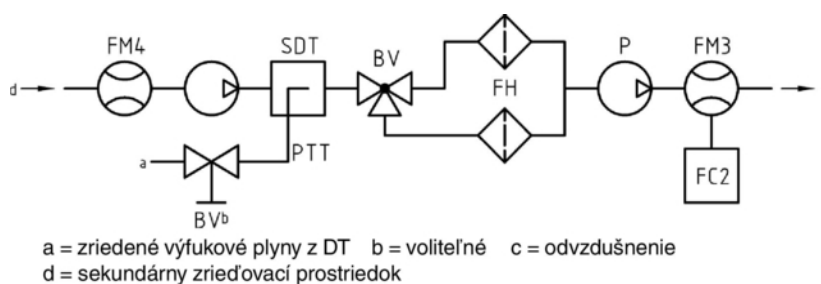 FM4
SDT
BV
P
FM3
d
FH
a
PTT
FC2
BVᵇ
a = zriedené výfukové plyny z DT b = voliteľné c = odvzdušnenie
d = sekundárny zrieďovací prostriedok